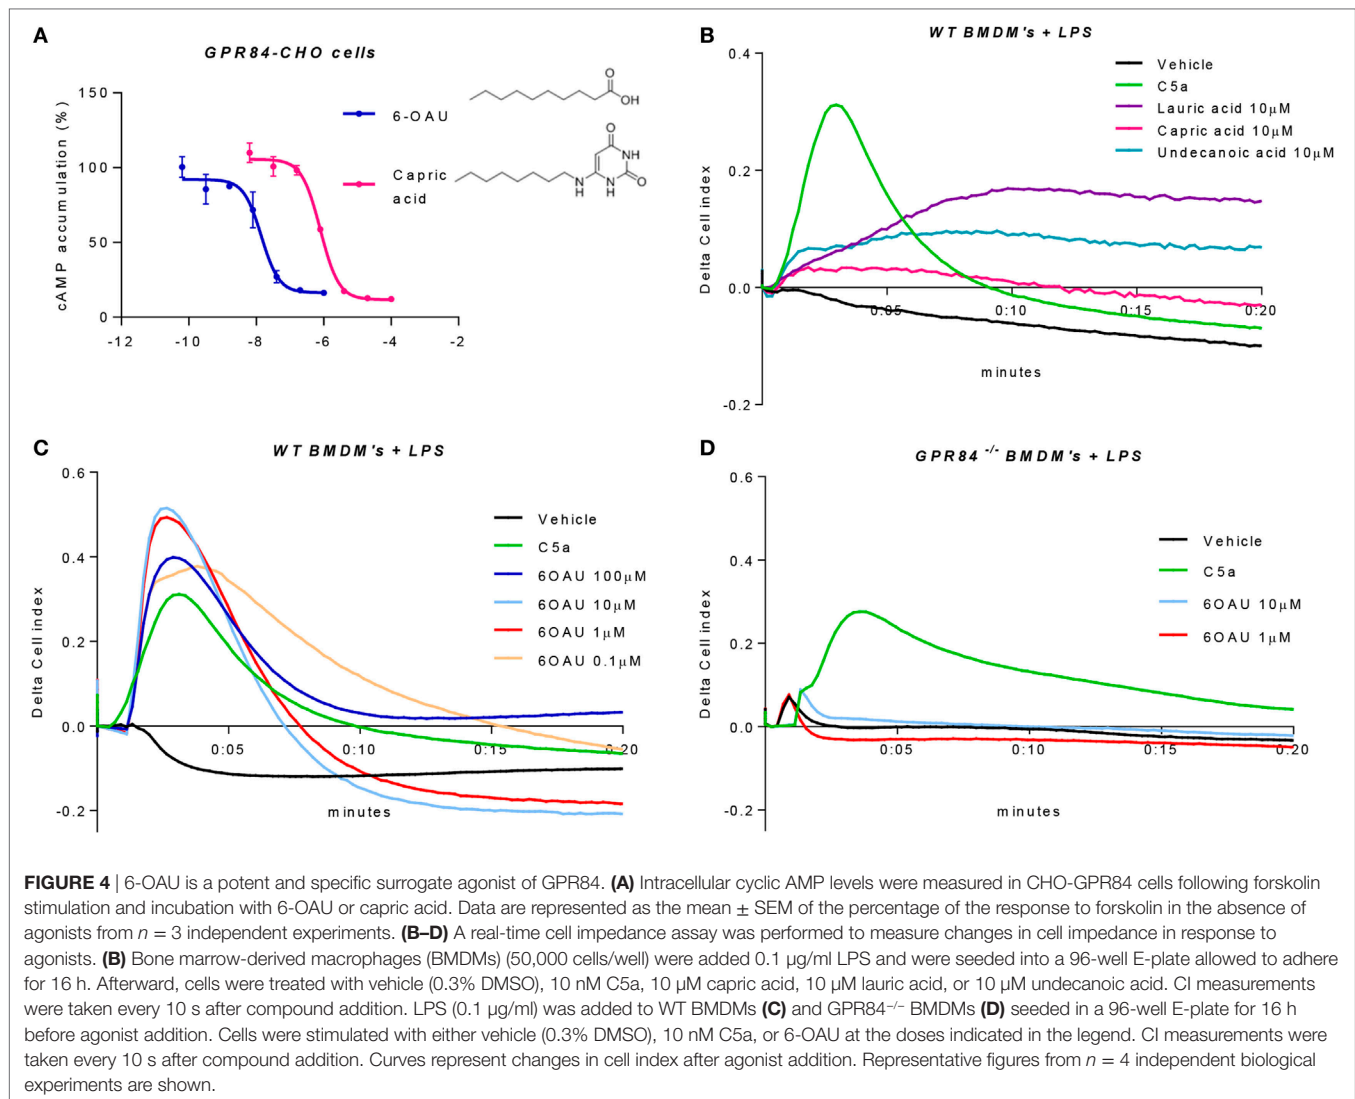 A
GPR84-CHO cells
cAMP accumulation (%)
150
100
50
0
-12
-10
-8
-6
-4
-2
6-OAU
Capric
acid
O
OH
O
NH
N
H
N
H
O
B
WT BMDM's + LPS
Delta Cell index
0.4
0.2
0.0
-0.2
0:05
0:10
0:15
0:20
minutes
Vehicle
C5a
Lauric acid 10µM
Capric acid 10µM
Undecanoic acid 10µM
C
WT BMDM's + LPS
Delta Cell index
0.6
0.4
0.2
0.0
-0.2
0:05
0:10
0:15
0:20
minutes
Vehicle
C5a
6OAU 100µM
6OAU 10µM
6OAU 1µM
6OAU 0.1µM
D
GPR84 -/- BMDM's + LPS
Delta Cell index
0.6
0.4
0.2
0.0
-0.2
0:05
0:10
0:15
0:20
minutes
Vehicle
C5a
6OAU 10µM
6OAU 1µM
FIGURE 4 | 6-OAU is a potent and specific surrogate agonist of GPR84. (A) Intracellular cyclic AMP levels were measured in CHO-GPR84 cells following forskolin
stimulation and incubation with 6-OAU or capric acid. Data are represented as the mean ± SEM of the percentage of the response to forskolin in the absence of
agonists from n = 3 independent experiments. (B–D) A real-time cell impedance assay was performed to measure changes in cell impedance in response to
agonists. (B) Bone marrow-derived macrophages (BMDMs) (50,000 cells/well) were added 0.1 µg/ml LPS and were seeded into a 96-well E-plate allowed to adhere
for 16 h. Afterward, cells were treated with vehicle (0.3% DMSO), 10 nM C5a, 10 µM capric acid, 10 µM lauric acid, or 10 µM undecanoic acid. CI measurements
were taken every 10 s after compound addition. LPS (0.1 µg/ml) was added to WT BMDMs (C) and GPR84−/− BMDMs (D) seeded in a 96-well E-plate for 16 h
before agonist addition. Cells were stimulated with either vehicle (0.3% DMSO), 10 nM C5a, or 6-OAU at the doses indicated in the legend. CI measurements were
taken every 10 s after compound addition. Curves represent changes in cell index after agonist addition. Representative figures from n = 4 independent biological
experiments are shown.